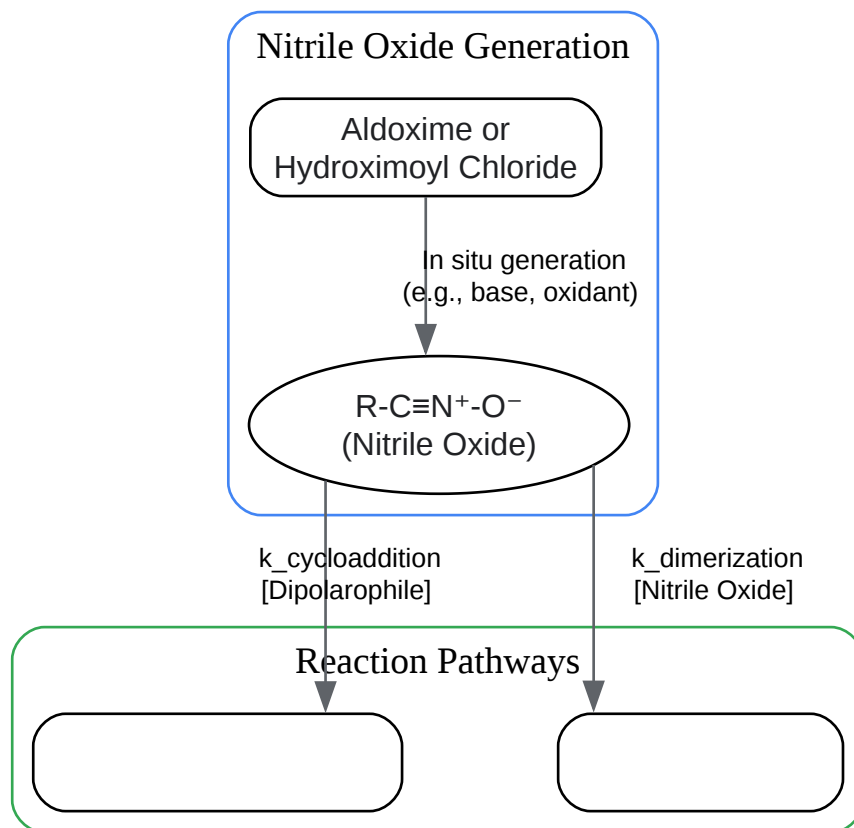 Nitrile Oxide Generation
Aldoxime or
Hydroximoyl Chloride
In situ generation
(e.g., base, oxidant)
R-C≡N⁺-O⁻
(Nitrile Oxide)
k_cycloaddition
[Dipolarophile]
k_dimerization
[Nitrile Oxide]
Reaction Pathways